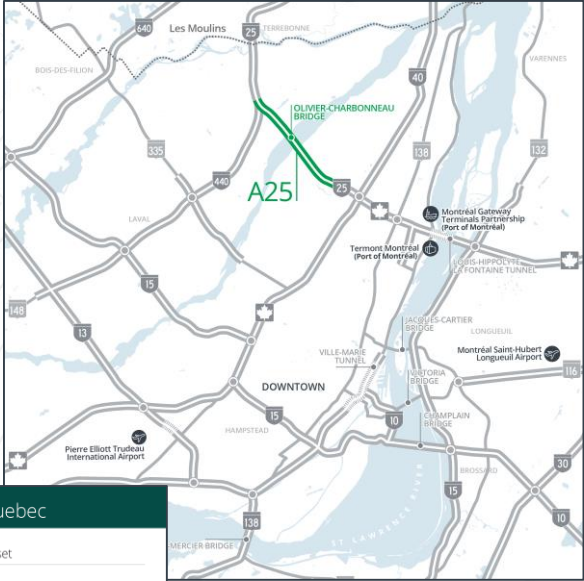 640
Les Moulins
25
TERREBONNE
BOIS-DES-FILION
VARENNES
40
OLIVIER-CHARBONNEAU
BRIDGE
335
138
132
440
A25
25
LAVAL
Montréal Gateway
Terminals Partnership
(Port of Montréal)
Termont Montréal
(Port of Montréal)
LOUIS-HIPPOLYTE
LA FONTAINE TUNNEL
15
148
13
JACQUES-CARTIER
BRIDGE
LONGUEUIL
VILLE-MARIE
TUNNEL
Montréal Saint-Hubert
Longueuil Airport
116
VICTORIA
BRIDGE
DOWNTOWN
15
10
CHAMPLAIN
BRIDGE
HAMPSTEAD
Pierre Elliott Trudeau
International Airport
BROSSARD
30
15
10
138
MERCIER BRIDGE
ST LAWRENCE RIVER
uebec
set